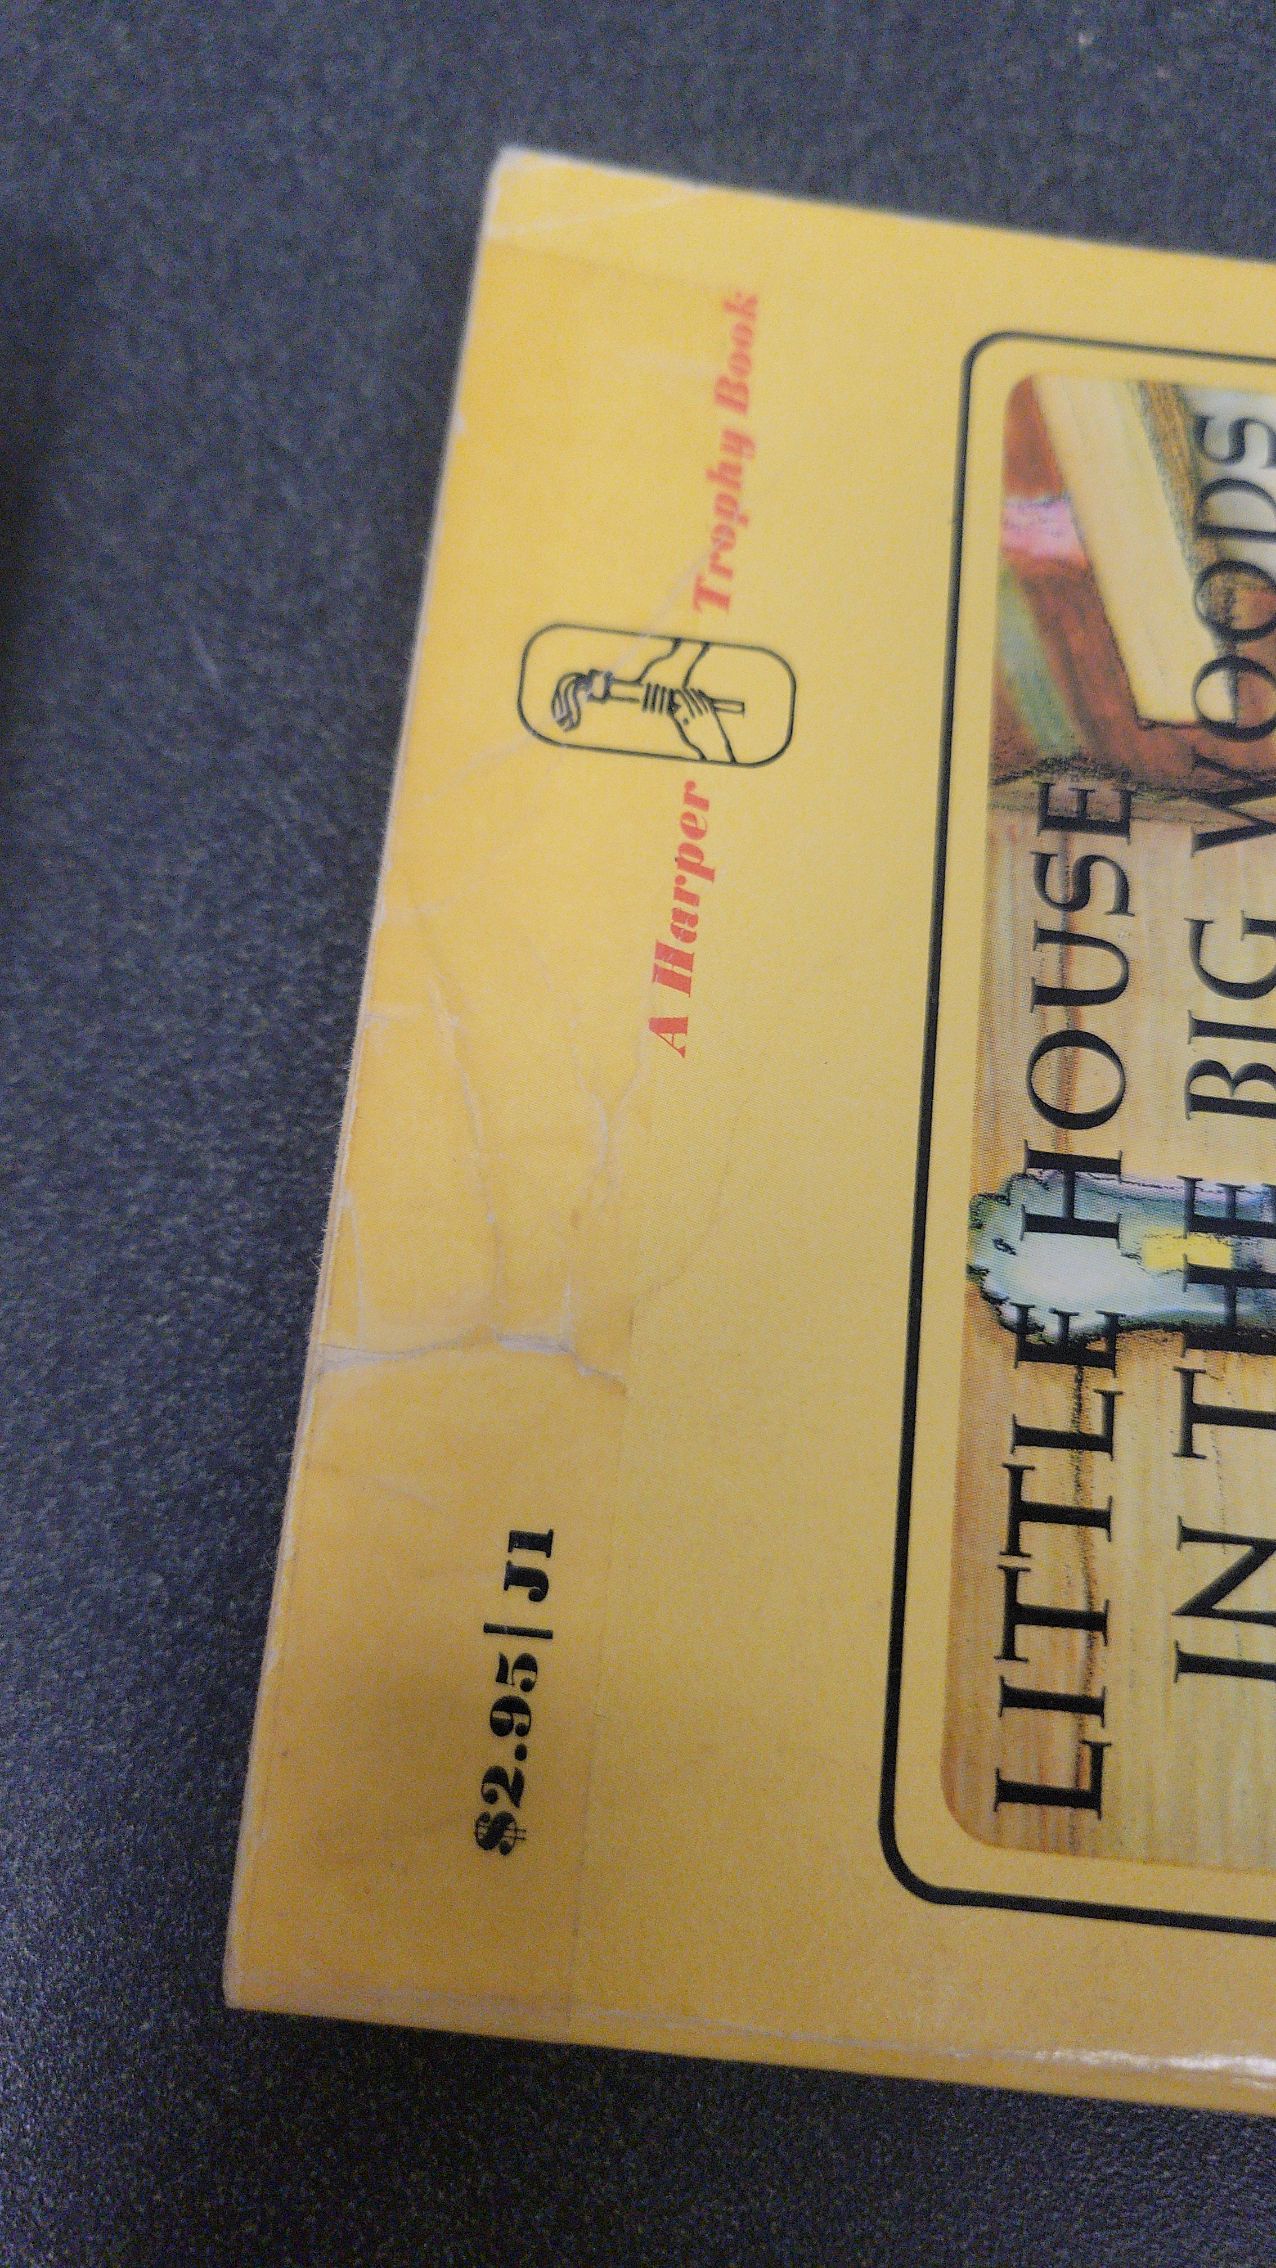 A Harper Trophy Book
$2.95 | J1
LITTLE HOUSE
IN THE BIG WOODS